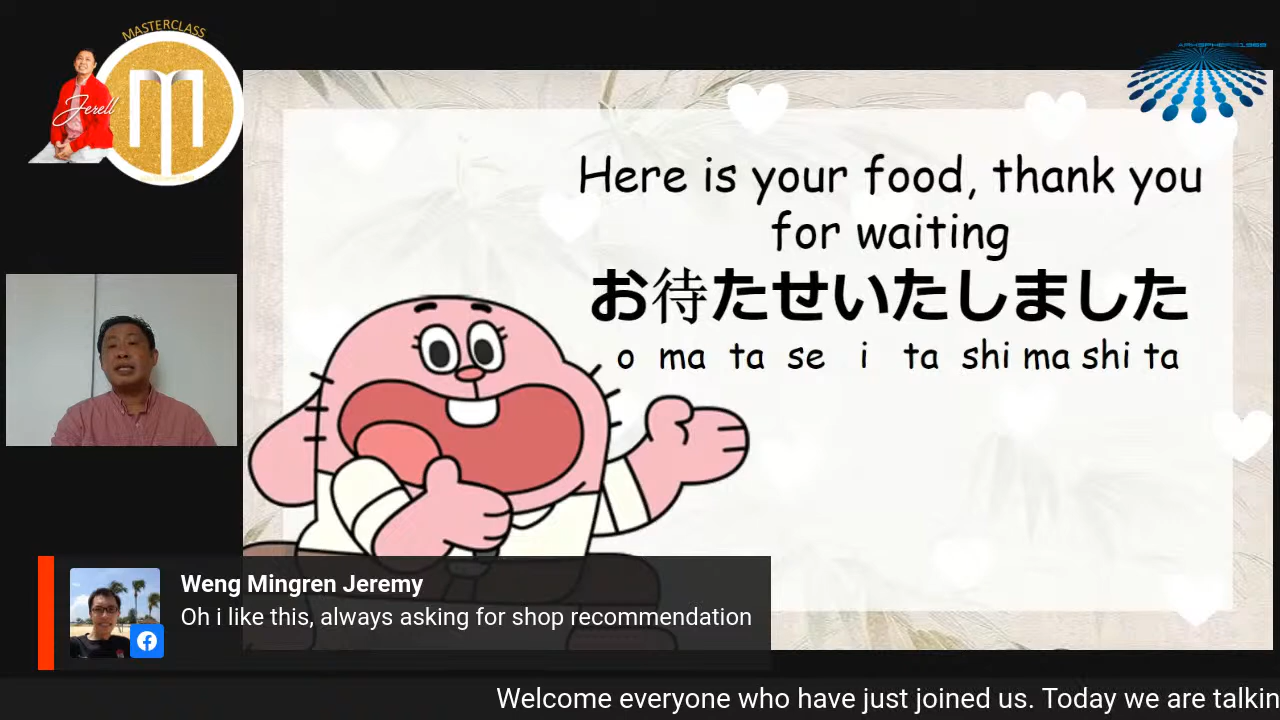 MASTERCLASS
Jerell
ARKSPHERE1968
Here is your food, thank you
for waiting
お待たせいたしました
o ma ta se i ta shi ma shi ta
Weng Mingren Jeremy
Oh i like this, always asking for shop recommendation
Welcome everyone who have just joined us. Today we are talkin